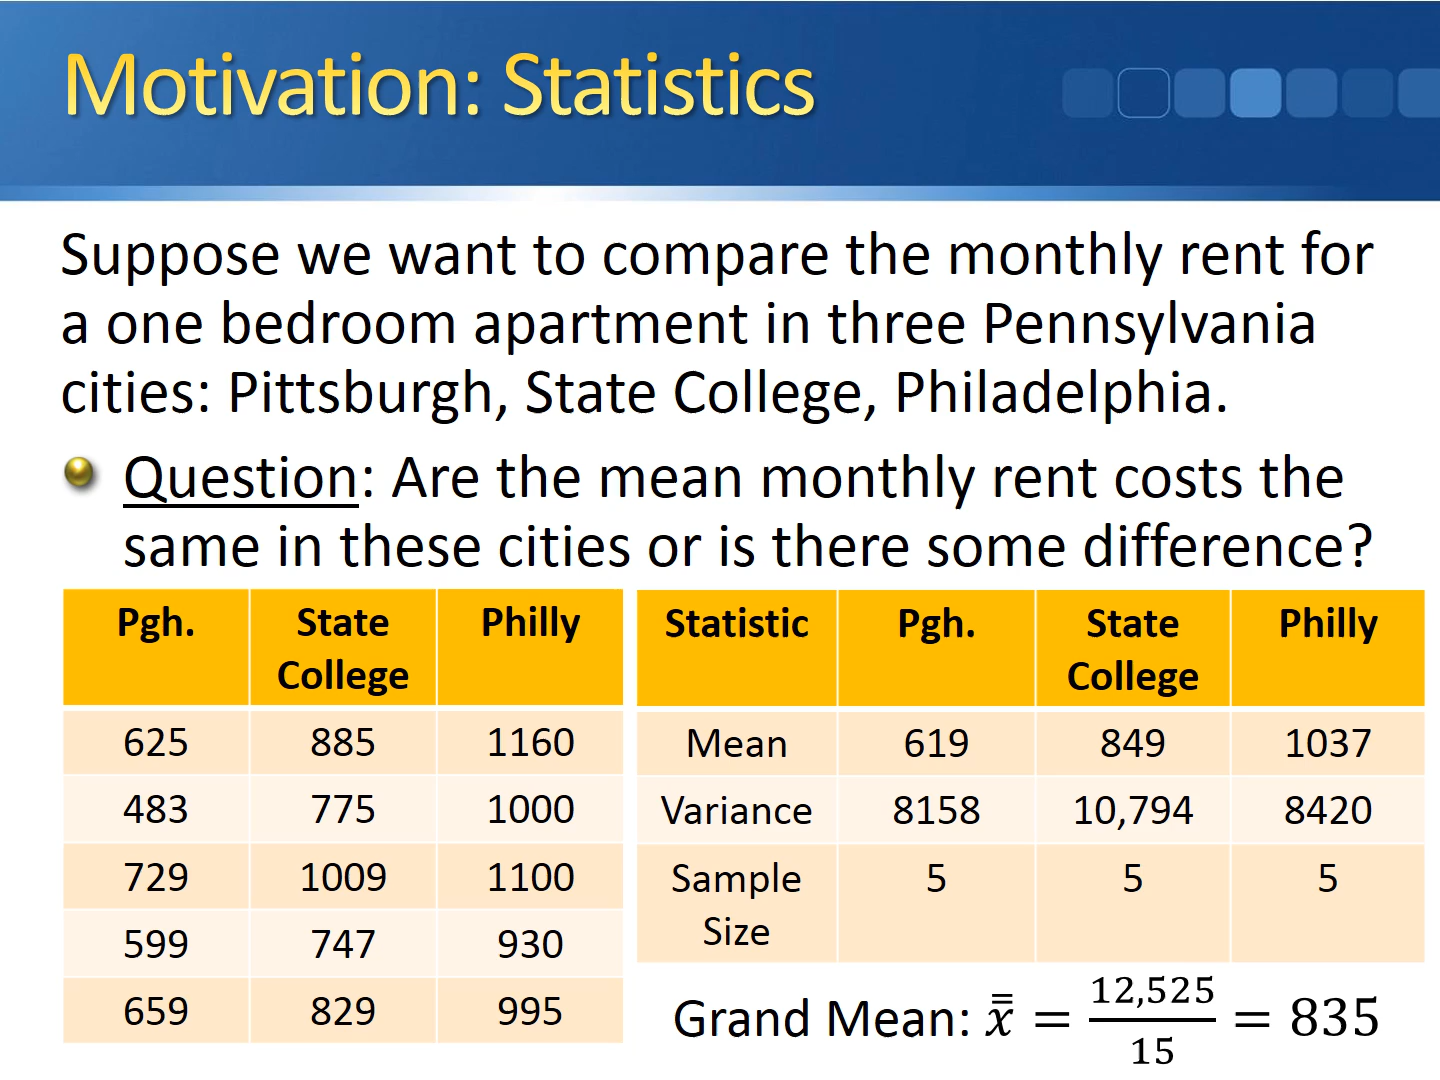 Motivation: Statistics
Suppose we want to compare the monthly rent for
a one bedroom apartment in three Pennsylvania
cities: Pittsburgh, State College, Philadelphia.
Question: Are the mean monthly rent costs the
same in these cities or is there some difference?
Pgh. State College Philly
625 885 1160
483 775 1000
729 1009 1100
599 747 930
659 829 995
Statistic Pgh. State College Philly
Mean 619 849 1037
Variance 8158 10,794 8420
Sample Size 5 5 5
Grand Mean: x̿ = 12,525/15 = 835